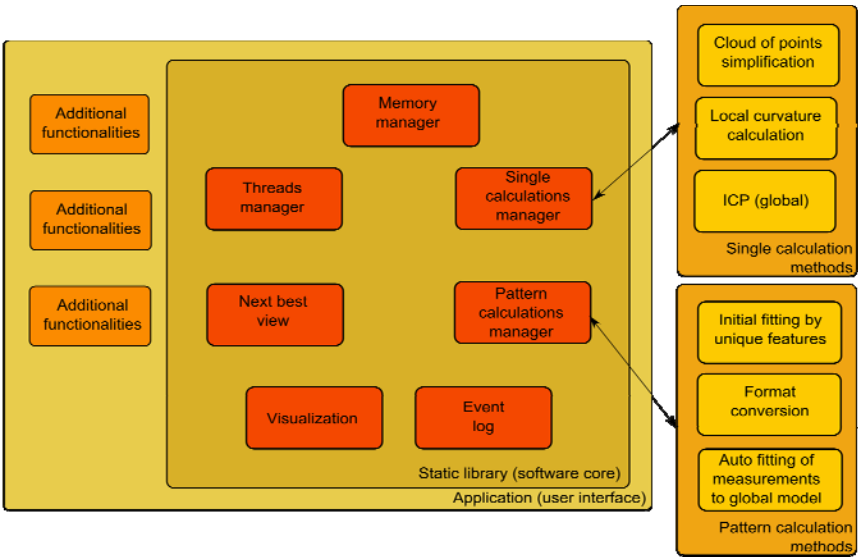 Additional
functionalities
Additional
functionalities
Additional
functionalities
Memory
manager
Threads
manager
Single
calculations
manager
Next best
view
Pattern
calculations
manager
Visualization
Event
log
Static library (software core)
Application (user interface)
Cloud of points
simplification
Local curvature
calculation
ICP (global)
Single calculation
methods
Initial fitting by
unique features
Format
conversion
Auto fitting of
measurements
to global model
Pattern calculation
methods